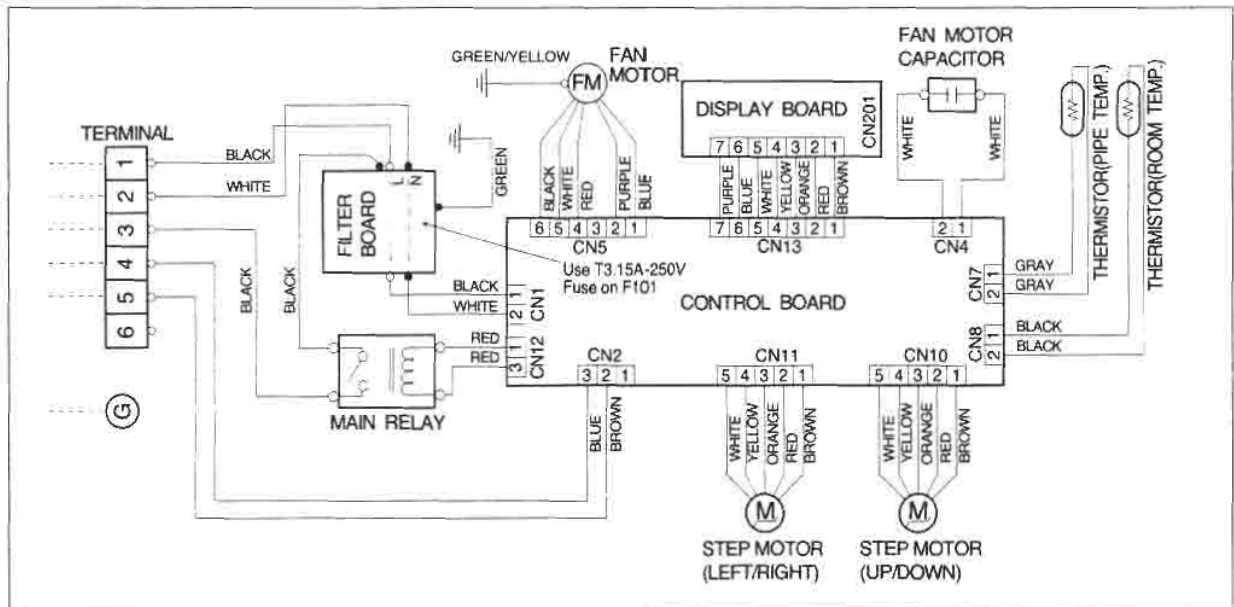 GREEN/YELLOW
FAN
MOTOR
FM
FAN MOTOR
CAPACITOR
DISPLAY BOARD
CN201
7 6 5 4 3 2 1
WHITE
WHITE
THERMISTOR(PIPE TEMP.)
THERMISTOR(ROOM TEMP.)
TERMINAL
1
2
3
4
5
6
G
BLACK
WHITE
GREEN
FILTER
BOARD
L
N
BLACK
WHITE
RED
PURPLE
BLUE
PURPLE
BLUE
WHITE
YELLOW
ORANGE
RED
BROWN
6 5 4 3 2 1
CN5
7 6 5 4 3 2 1
CN13
2 1
CN4
Use T3.15A-250V
Fuse on F101
CONTROL BOARD
BLACK
BLACK
BLACK
WHITE
1
2
CN1
RED
RED
1
3
CN12
MAIN RELAY
CN7
1
2
GRAY
GRAY
CN8
1
2
BLACK
BLACK
CN2
3 2 1
BLUE
BROWN
CN11
5 4 3 2 1
WHITE
YELLOW
ORANGE
RED
BROWN
M
STEP MOTOR
(LEFT/RIGHT)
CN10
5 4 3 2 1
WHITE
YELLOW
ORANGE
RED
BROWN
M
STEP MOTOR
(UP/DOWN)